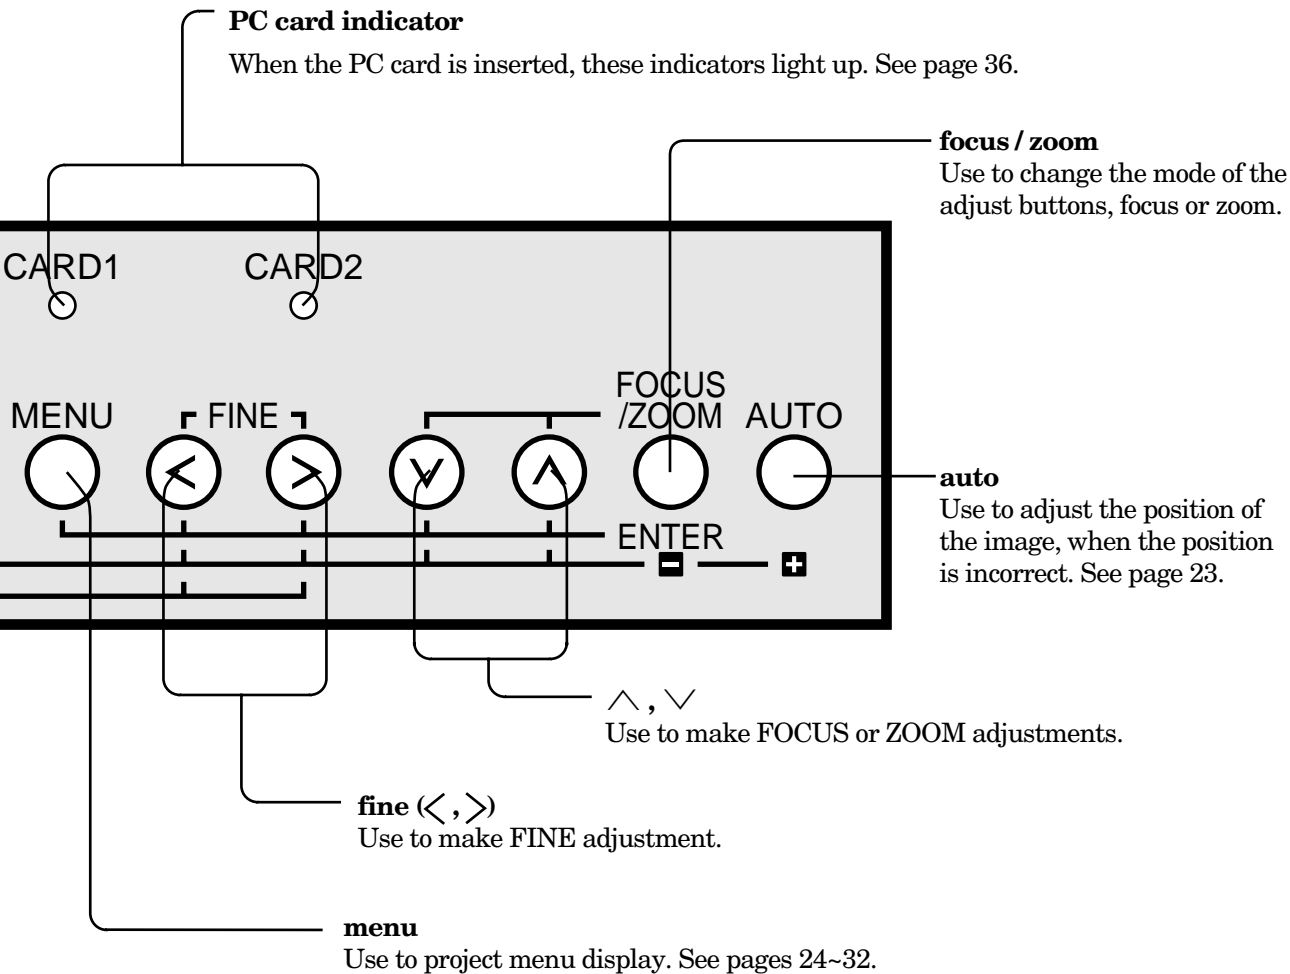 PC card indicator
When the PC card is inserted, these indicators light up. See page 36.
focus / zoom
Use to change the mode of the
adjust buttons, focus or zoom.
CARD1 CARD2
FOCUS
MENU FINE /ZOOM AUTO
< > ∨ ∧
auto
Use to adjust the position of
the image, when the position
is incorrect. See page 23.
ENTER
- +
∧ , ∨
Use to make FOCUS or ZOOM adjustments.
fine (< , >)
Use to make FINE adjustment.
menu
Use to project menu display. See pages 24~32.